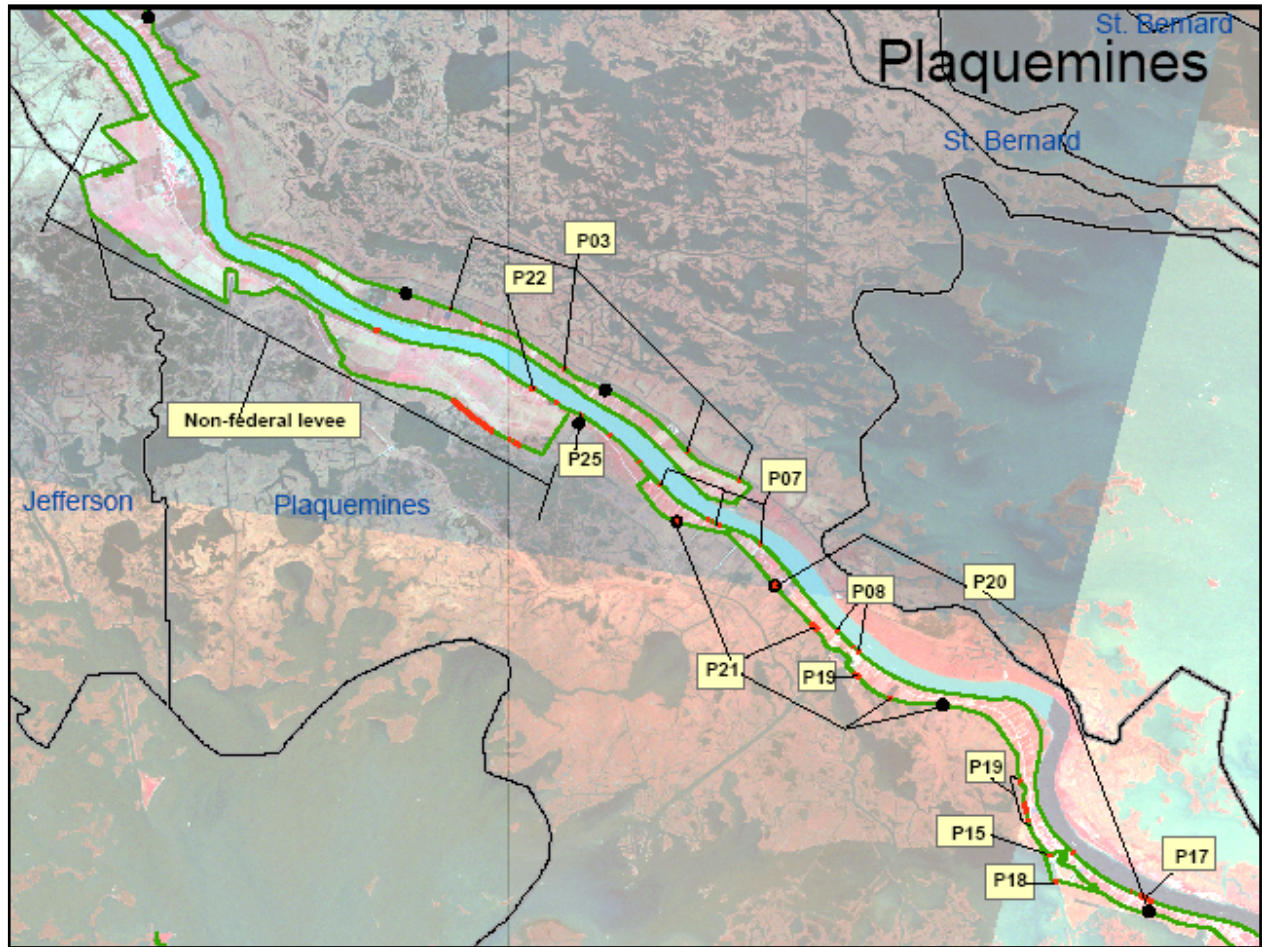 St. Bernard
Plaquemines
St. Bernard
P03
P22
Non-federal levee
P25
P07
Jefferson
Plaquemines
P20
P08
P21
P19
P19
P15
P17
P18